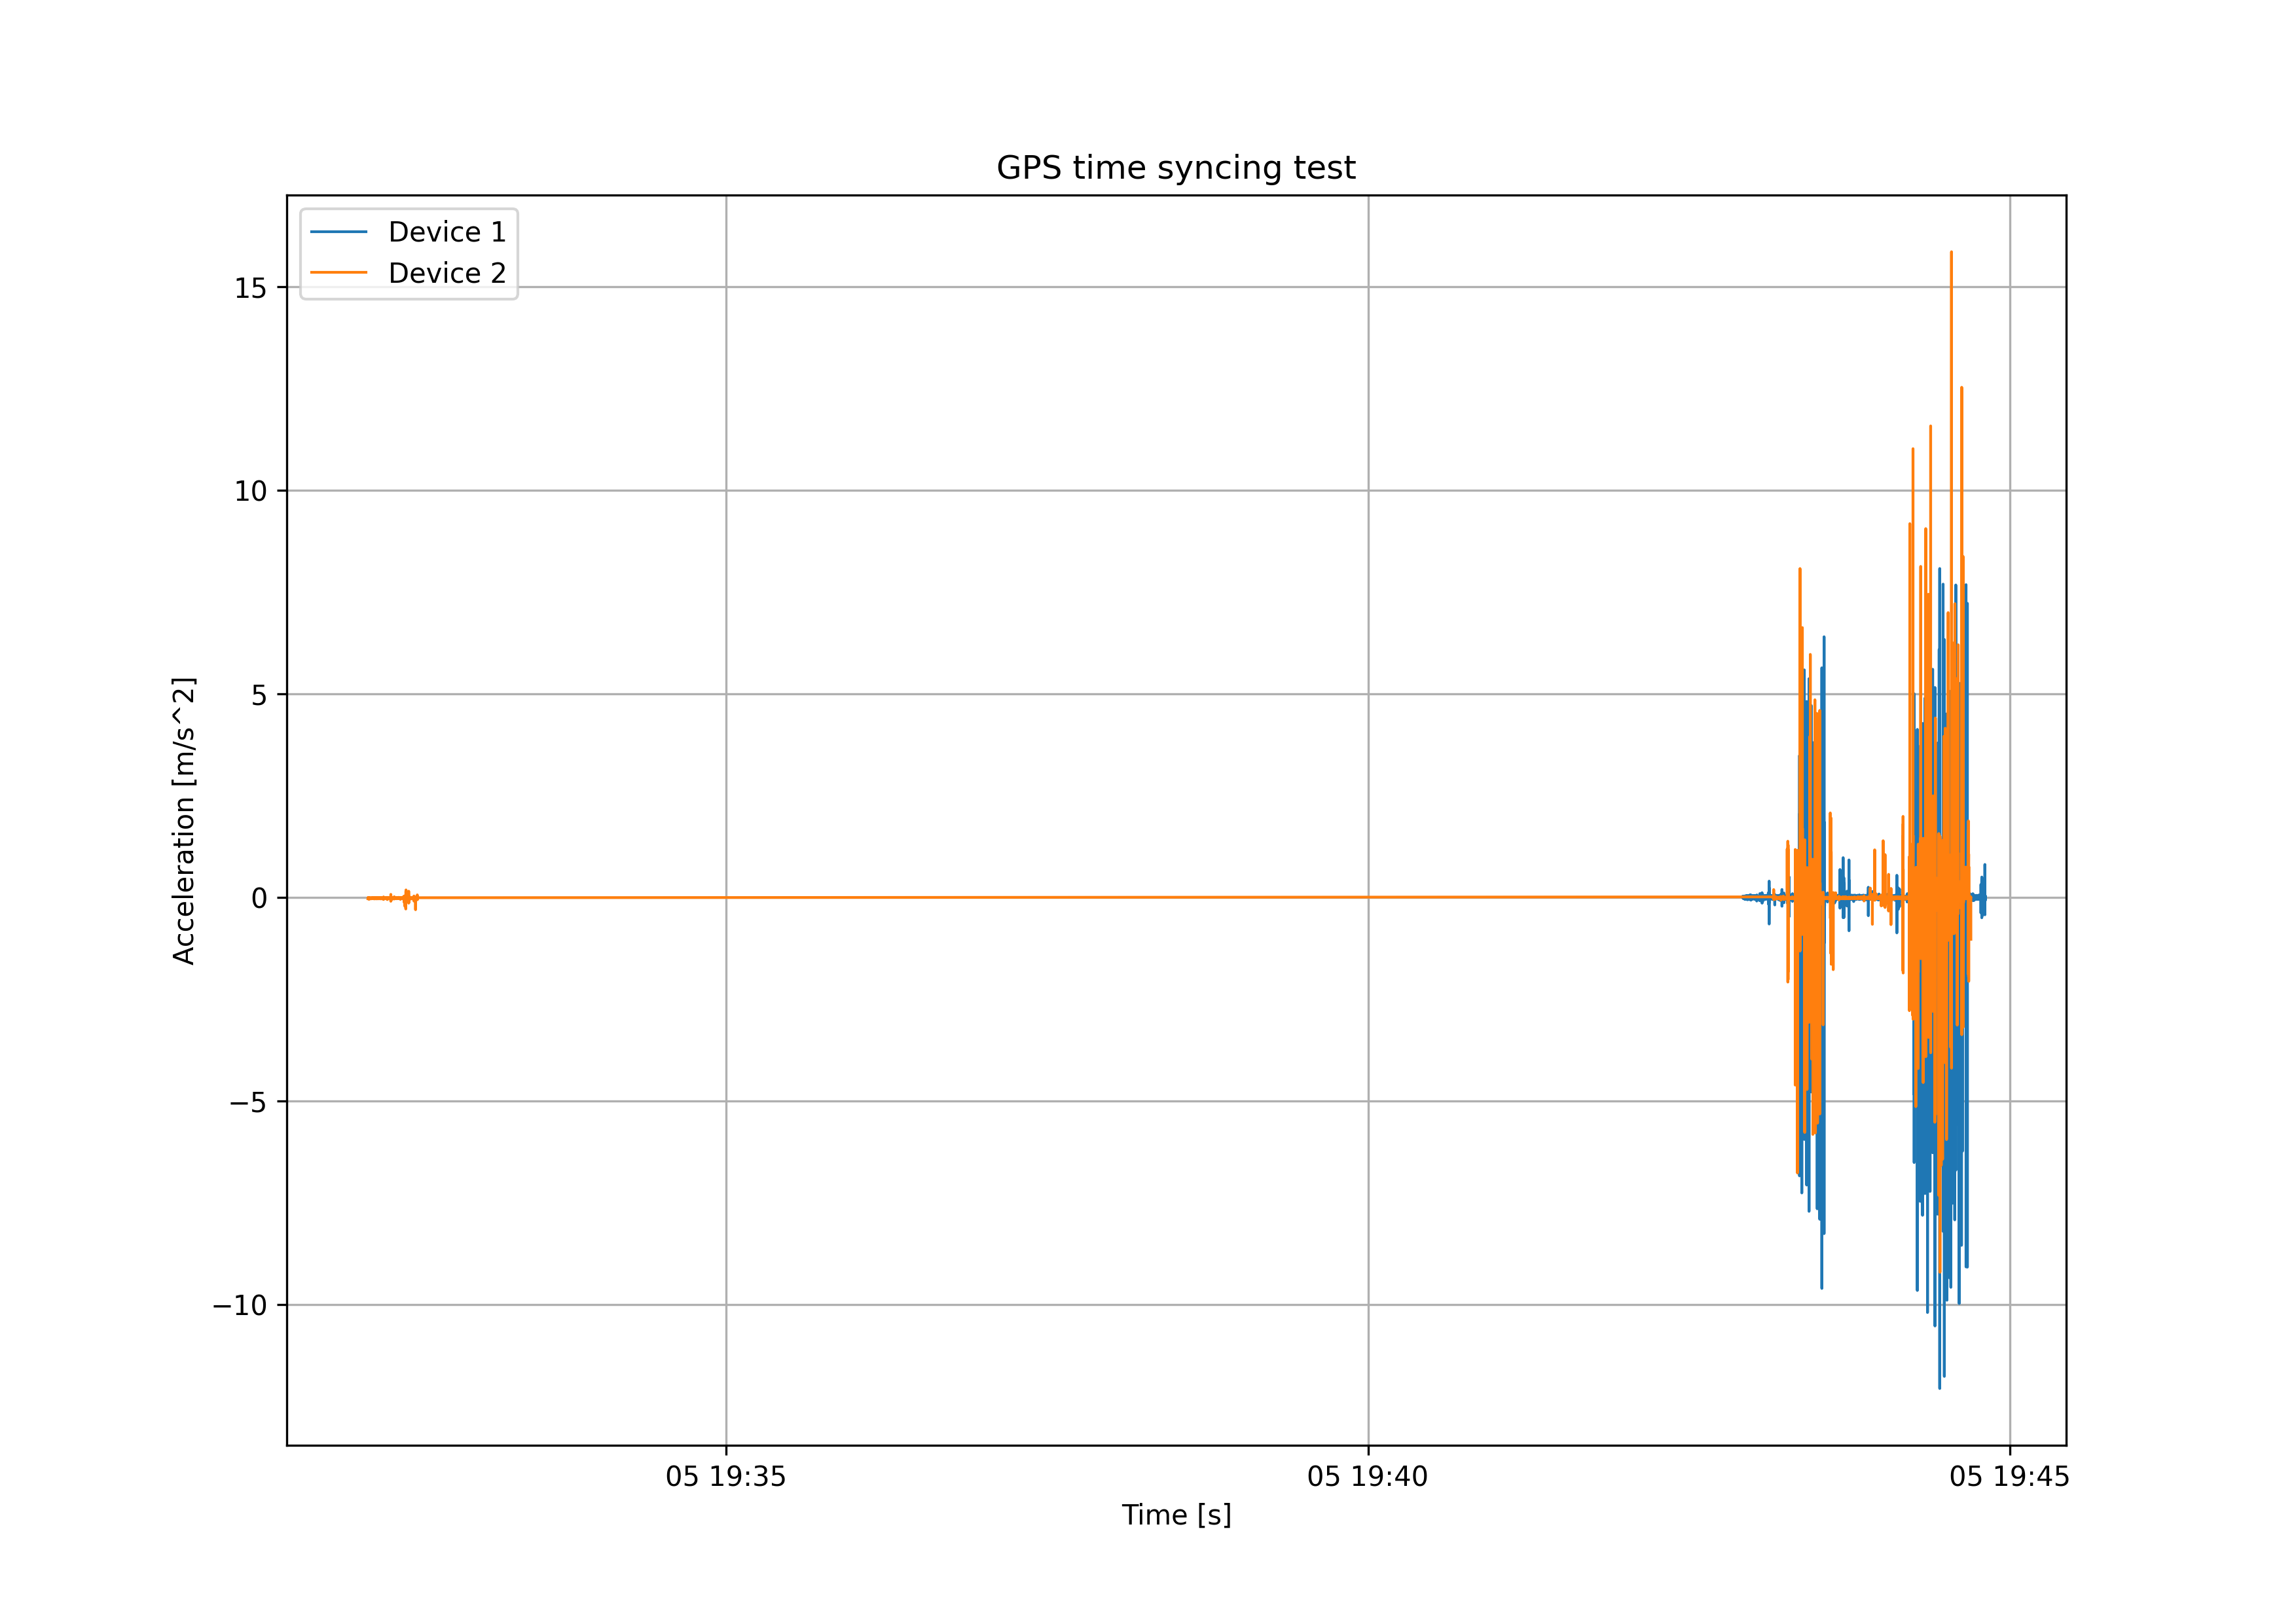 GPS time syncing test
Device 1
Device 2
15
10
5
0
−5
−10
Acceleration [m/s^2]
05 19:35
05 19:40
05 19:45
Time [s]